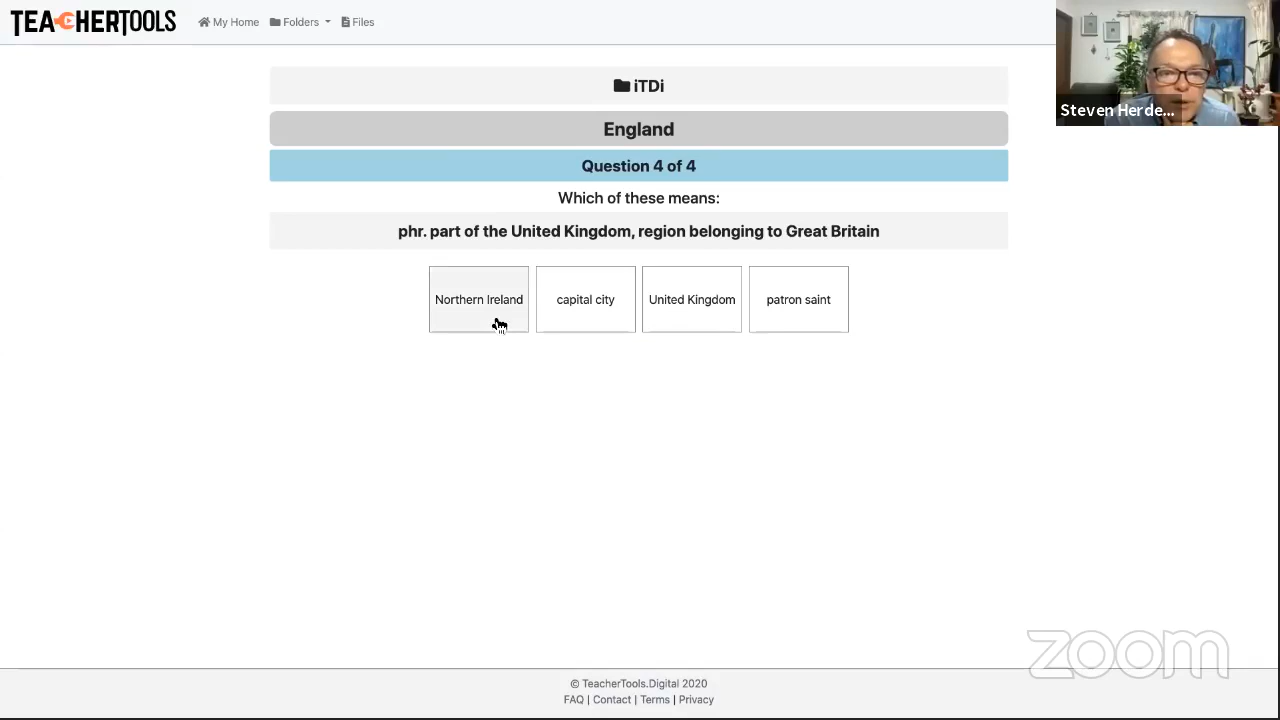 TEACHERTOOLS My Home Folders Files
Steven Herde...
iTDi
England
Question 4 of 4
Which of these means:
phr. part of the United Kingdom, region belonging to Great Britain
Northern Ireland capital city United Kingdom patron saint
zoom
© TeacherTools.Digital 2020
FAQ | Contact | Terms | Privacy